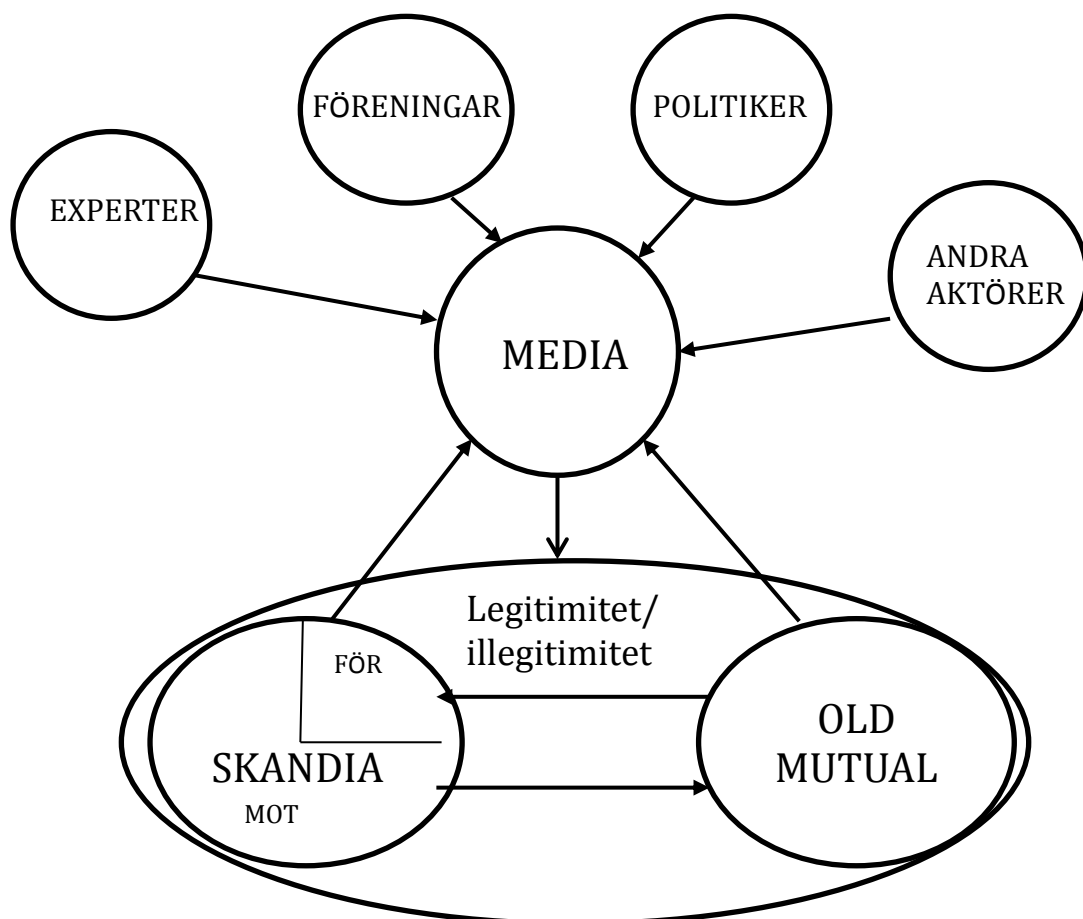 FÖRENINGAR
POLITIKER
EXPERTER
ANDRA
AKTÖRER
MEDIA
Legitimitet/
illegitimitet
FÖR
SKANDIA
MOT
OLD
MUTUAL